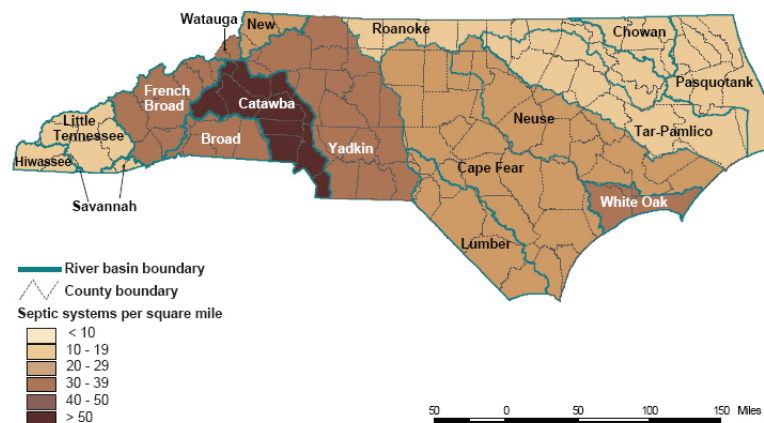 Watauga
New
Roanoke
Chowan
Pasquotank
French
Broad
Catawba
Little
Tennessee
Neuse
Tar-Pamlico
Broad
Yadkin
Hiwassee
Cape Fear
Savannah
White Oak
Lumber
River basin boundary
County boundary
Septic systems per square mile
< 10
10 - 19
20 - 29
30 - 39
40 - 50
> 50
50 0 50 100 150 Miles